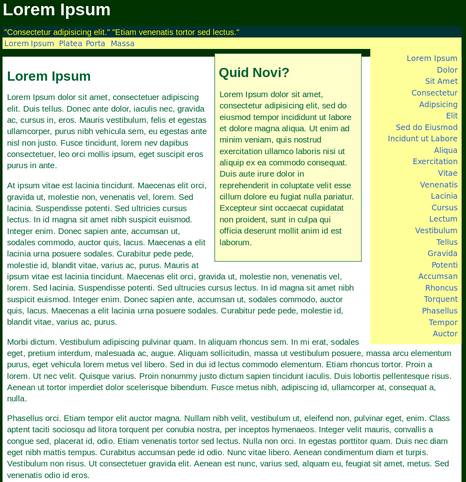 Lorem Ipsum
"Consectetur adipisicing elit." "Etiam venenatis tortor sed lectus."
Lorem Ipsum Platea Porta Massa
Lorem Ipsum
Lorem ipsum dolor sit amet, consectetuer adipiscing
elit. Duis tellus. Donec ante dolor, iaculis nec, gravida
ac, cursus in, eros. Mauris vestibulum, felis et egestas
ullamcorper, purus nibh vehicula sem, eu egestas ante
nisl non justo. Fusce tincidunt, lorem nev dapibus
consectetuer, leo orci mollis ipsum, eget suscipit eros
purus in ante.
At ipsum vitae est lacinia tincidunt. Maecenas elit orci,
gravida ut, molestie non, venenatis vel, lorem. Sed
lacinia. Suspendisse potenti. Sed ultricies cursus
lectus. In id magna sit amet nibh suscipit euismod.
Integer enim. Donec sapien ante, accumsan ut,
sodales commodo, auctor quis, lacus. Maecenas a elit
lacinia urna posuere sodales. Curabitur pede pede,
molestie id, blandit vitae, varius ac, purus. Mauris at
ipsum vitae est lacinia tincidunt. Maecenas elit orci, gravida ut, molestie non, venenatis vel,
lorem. Sed lacinia. Suspendisse potenti. Sed ultrucies cursus lectus. In id magna sit amet nibh
suscipit euismod. Integer enim. Donec sapien ante, accumsan ut, sodales commodo, auctor
quis, lacus. Maecenas a elit lacinia urna posuere sodales. Curabitur pede pede, molestie id,
blandit vitae, varius ac, purus.
Morbi dictum. Vestibulum adipiscing pulvinar quam. In aliquam rhoncus sem. In mi erat, sodales
eget, pretium interdum, malesuada ac, augue. Aliquam sollicitudin, massa ut vestibulum posuere, massa arcu elementum
purus, eget vehicula lorem metus vel libero. Sed in dui id lectus commodo elementum. Etiam rhoncus tortor. Proin a
lorem. Ut nec velit. Quisque varius. Proin nonummy justo dictum sapien tincidunt iaculis. Duis lobortis pellentesque risus.
Aenean ut tortor imperdiet dolor scelerisque bibendum. Fusce metus nibh, adipiscing id, ullamcorper at, consequat a,
nulla.
Phasellus orci. Etiam tempor elit auctor magna. Nullam nibh velit, vestibulum ut, eleifend non, pulvinar eget, enim. Class
aptent taciti sociosqu ad litora torquent per conubia nostra, per inceptos hymenaeos. Integer velit mauris, convallis a
congue sed, placerat id, odio. Etiam venenatis tortor sed lectus. Nulla non orci. In egestas porttitor quam. Duis nec diam
eget nibh mattis tempus. Curabitus accumsan pede id odio. Nunc vitae libero. Aenean condimentum diam et turpis.
Vestibulum non risus. Ut consectetuer gravida elit. Aenean est nunc, varius sed, alquam eu, feugiat sit amet, metus. Sed
venenatis odio id eros.
Quid Novi?
Lorem ipsum dolor sit amet,
consectetur adipisicing elit, sed do
eiusmod tempor incididunt ut labore
et dolore magna aliqua. Ut enim ad
minim veniam, quis nostrud
exercitation ullamco laboris nisi ut
aliquip ex ea commodo consequat.
Duis aute irure dolor in
reprehenderit in coluptate velit esse
cillum dolore eu fugiat nulla pariatur.
Excepteur sint occaecat cupidatat
non proident, sunt in culpa qui
officia deserunt mollit anim id est
laborum.
Lorem Ipsum
Dolor
Sit Amet
Consectetur
Adipisicing
Elit
Sed do Eiusmod
Incidunt ut Labore
Aliqua
Exercitation
Vitae
Venenatis
Lacinia
Cursus
Lectum
Vestibulum
Tellus
Gravida
Potenti
Accumsan
Rhoncus
Torquent
Phasellus
Tempor
Auctor